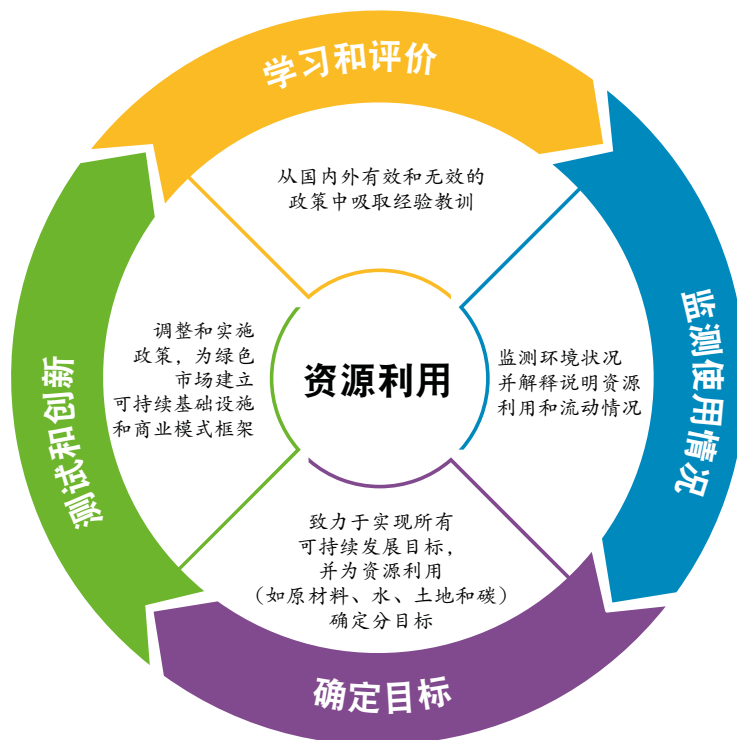 学习和评价
从国内外有效和无效的
政策中吸取经验教训
监测使用情况
监测环境状况
并解释说明资源
利用和流动情况
确定目标
致力于实现所有
可持续发展目标，
并为资源利用
（如原材料、水、土地和碳）
确定分目标
测试和创新
调整和实施
政策，为绿色
市场建立
可持续基础设施
和商业模式框架
资源利用